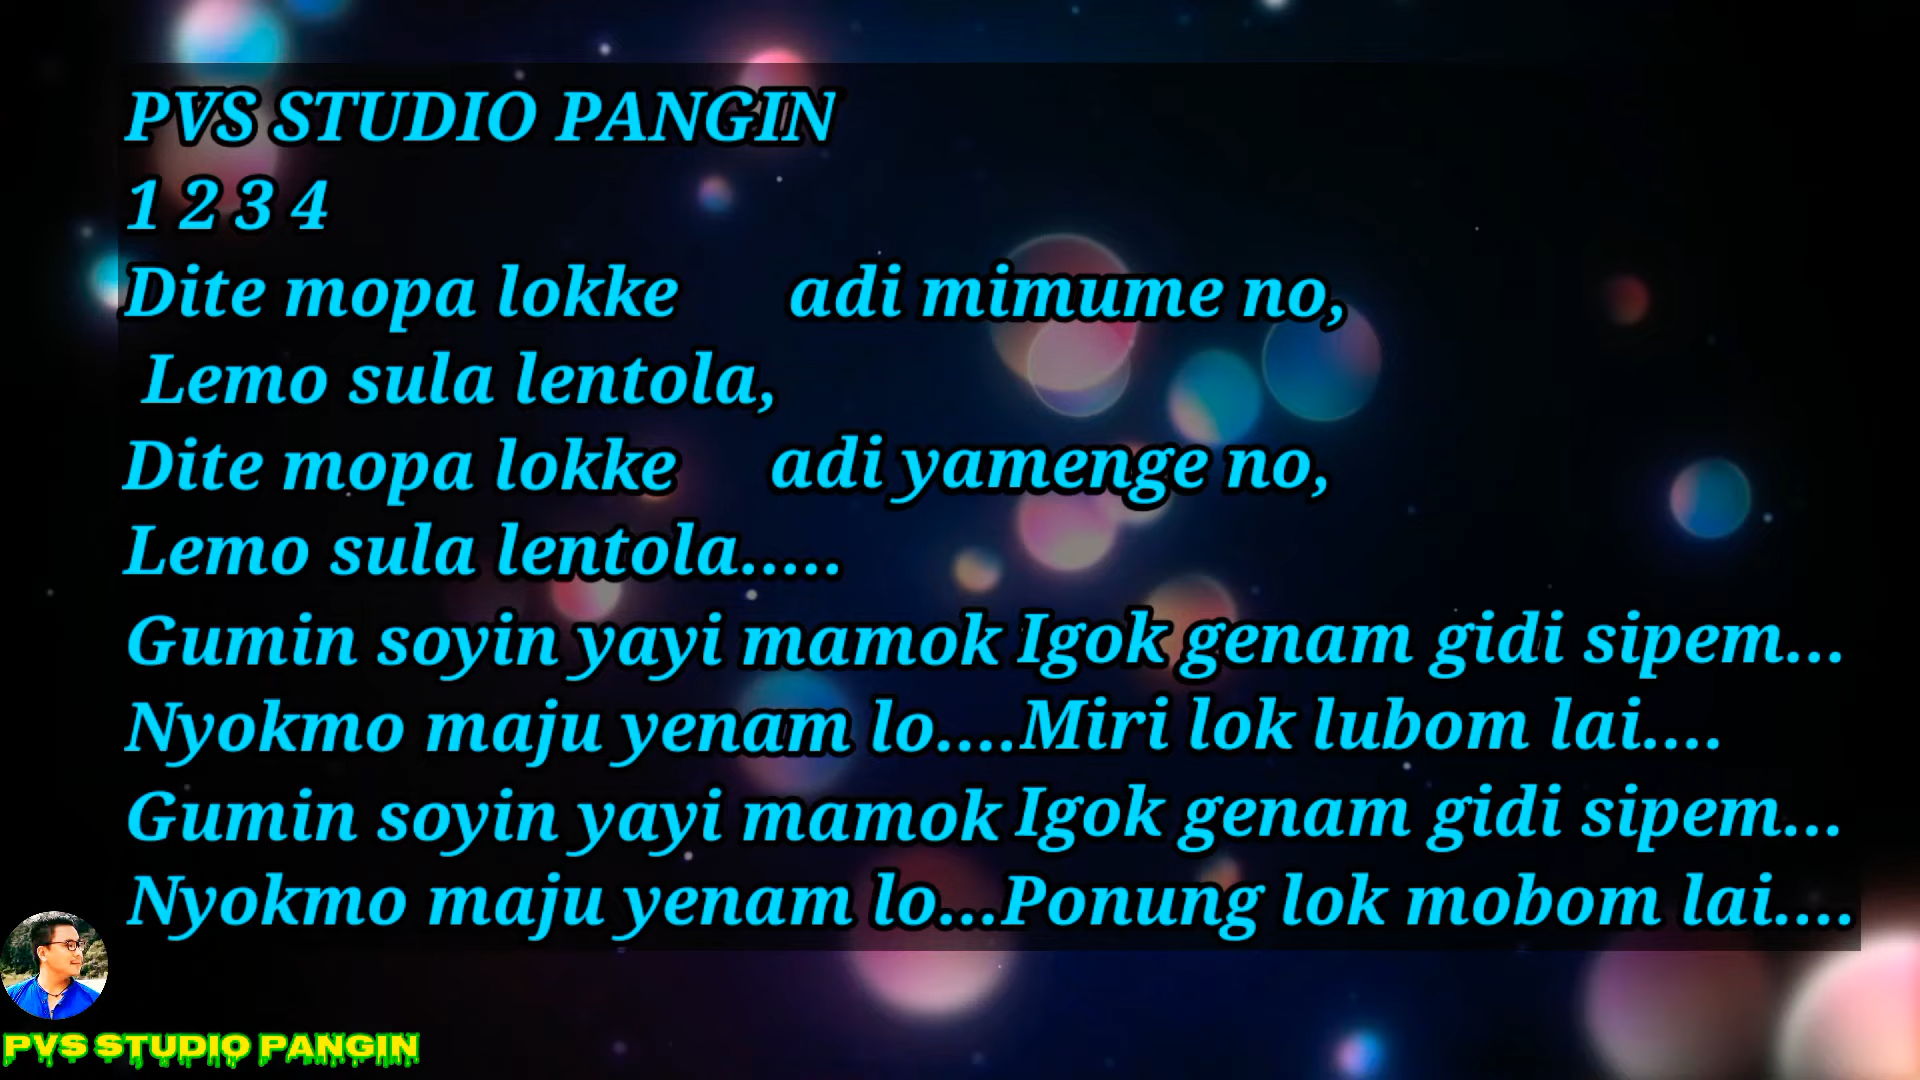 PVS STUDIO PANGIN
1 2 3 4
Dite mopa lokke adi mimume no,
Lemo sula lentola,
Dite mopa lokke adi yamenge no,
Lemo sula lentola.....
Gumin soyin yayi mamok Igok genam gidi sipem...
Nyokmo maju yenam lo....Miri lok lubom lai....
Gumin soyin yayi mamok Igok genam gidi sipem...
Nyokmo maju yenam lo...Ponung lok mobom lai....
PVS STUDIO PANGIN